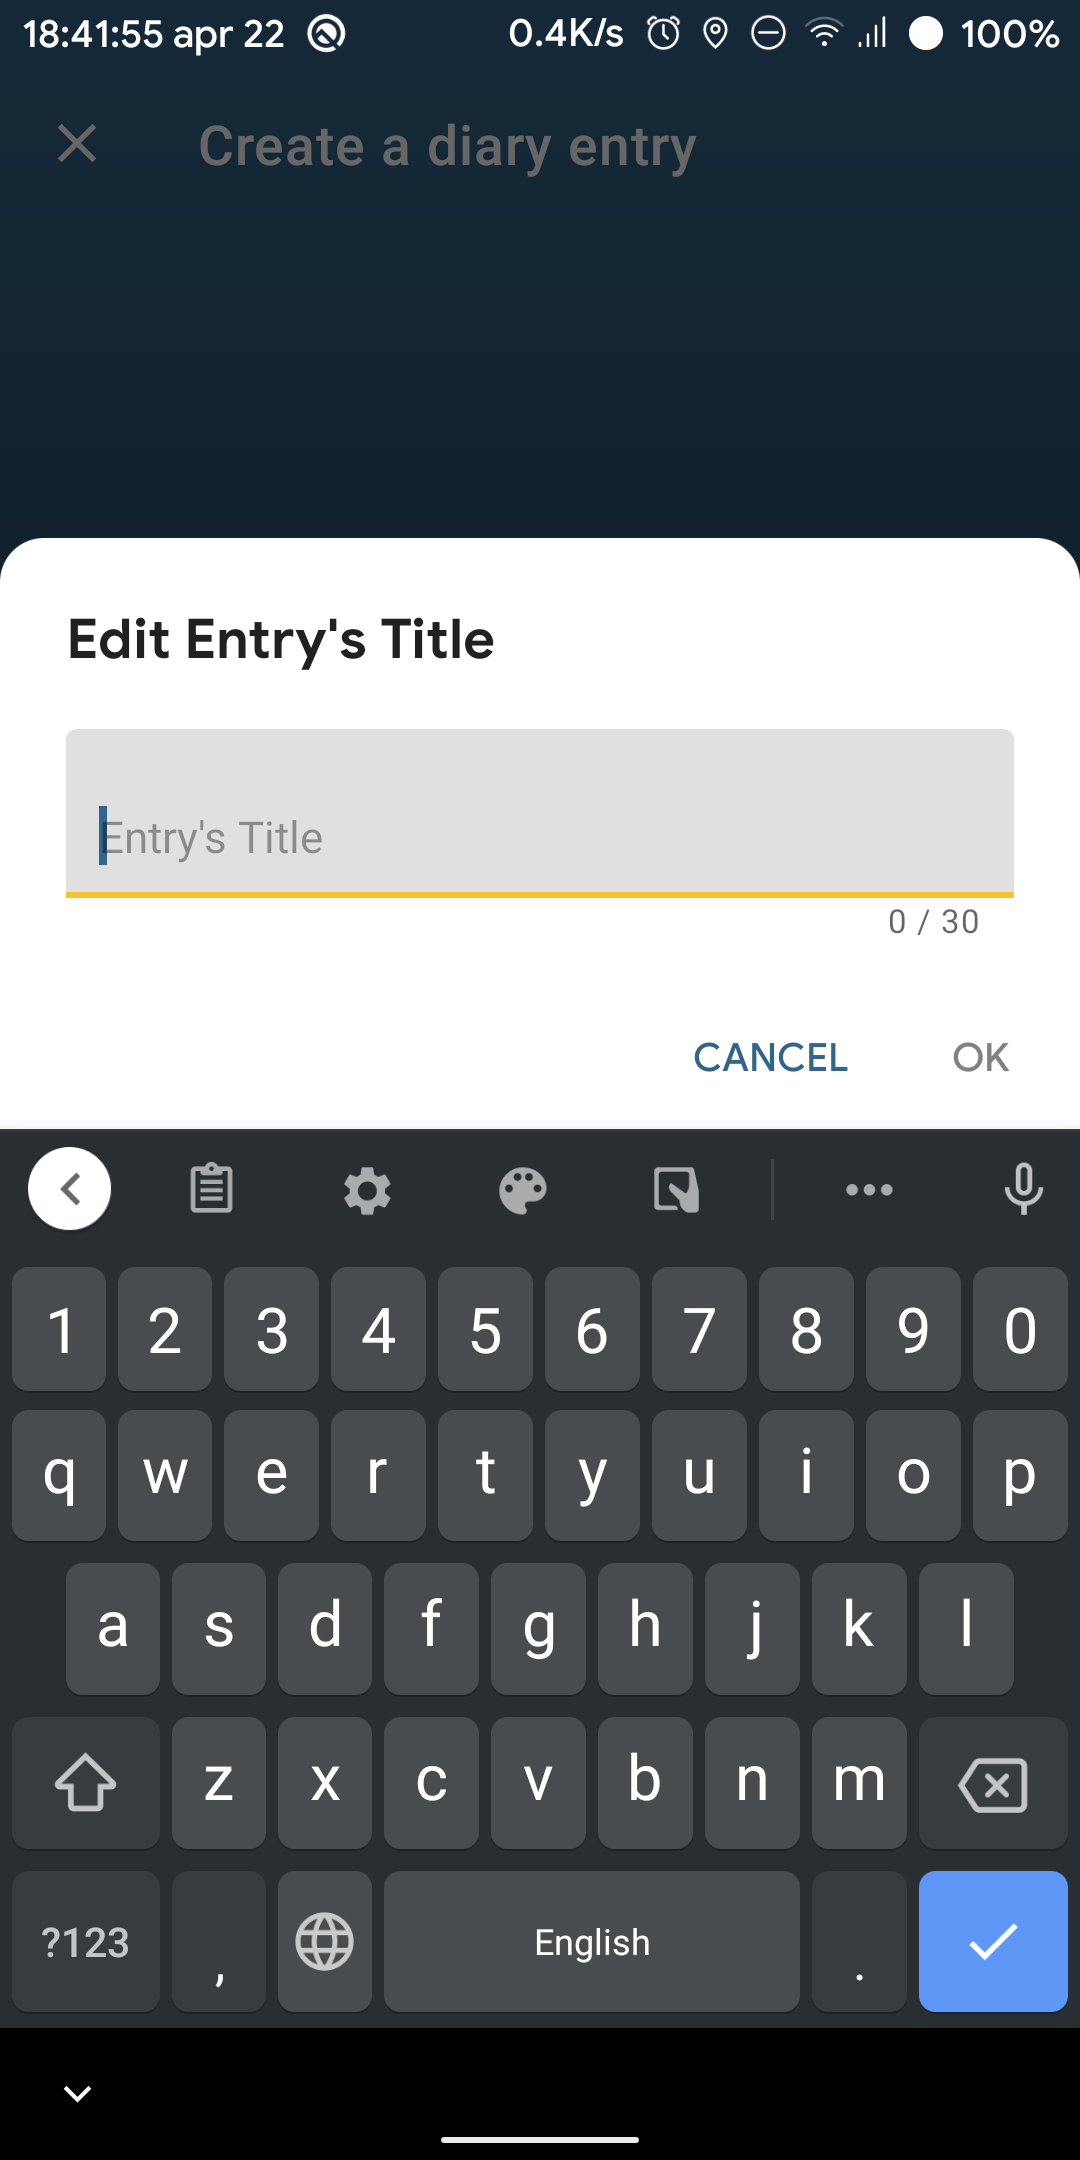 18:41:55 apr 22 0.4K/s 100%
Create a diary entry
Edit Entry's Title
Entry's Title
0 / 30
CANCEL OK
1 2 3 4 5 6 7 8 9 0
q w e r t y u i o p
a s d f g h j k l
z x c v b n m
?123 , English .